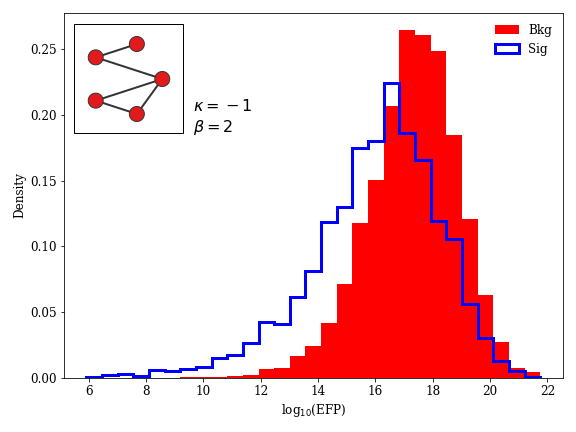 Bkg
Sig
κ = −1
β = 2
Density
0.25
0.20
0.15
0.10
0.05
0.00
6 8 10 12 14 16 18 20 22
log₁₀(EFP)